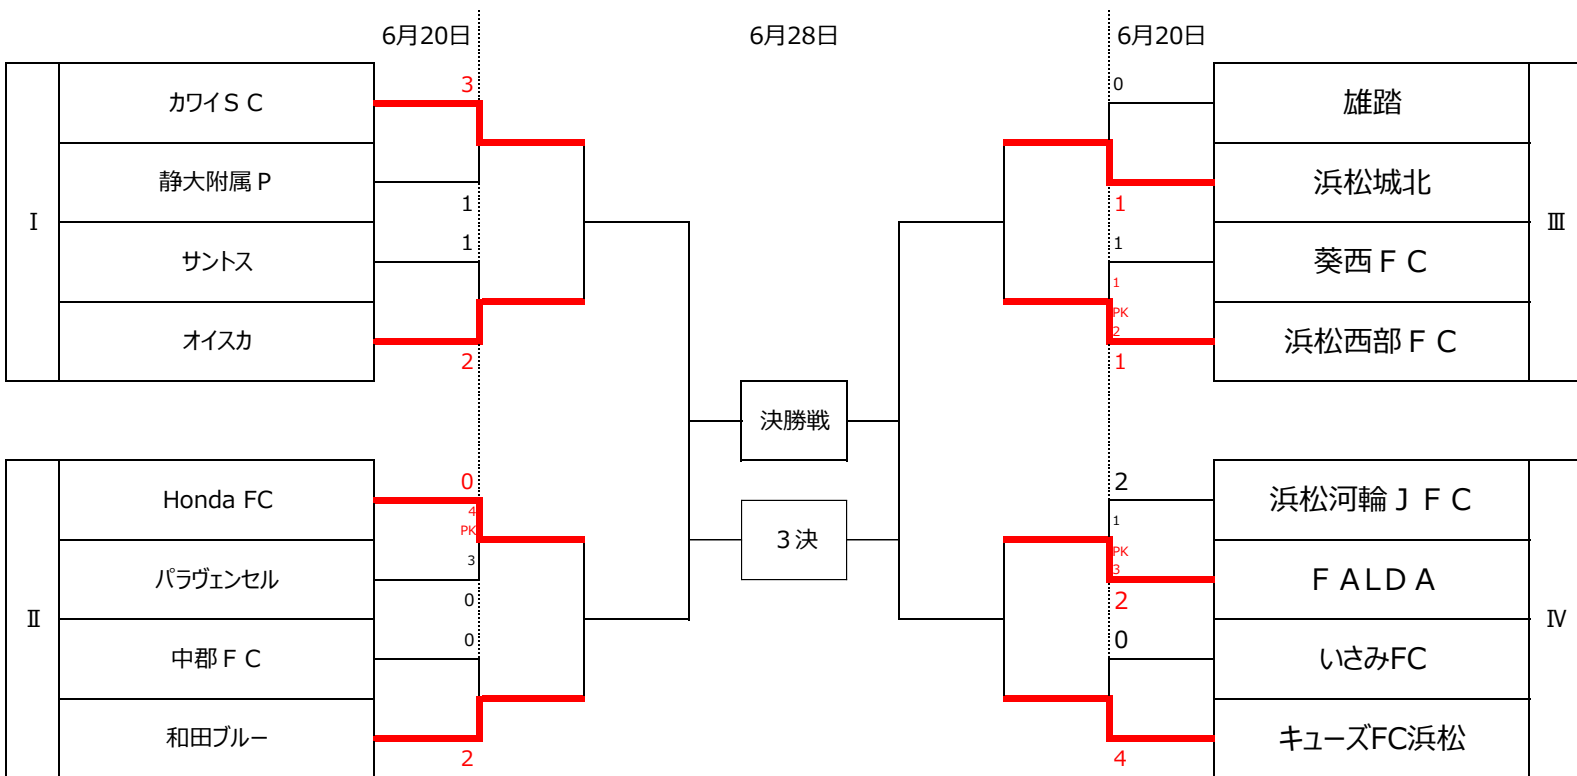 6月20日
6月28日
6月20日
Ⅰ
カワイＳＣ
3
静大附属Ｐ
1
サントス
1
オイスカ
2
Ⅱ
Honda FC
0
4
PK
3
パラヴェンセル
0
中郡ＦＣ
0
和田ブルー
2
決勝戦
３決
Ⅲ
0
雄踏
浜松城北
1
1
葵西ＦＣ
1
PK
2
浜松西部ＦＣ
1
Ⅳ
2
浜松河輪ＪＦＣ
1
PK
3
ＦＡＬＤＡ
2
0
いさみFC
キューズFC浜松
4